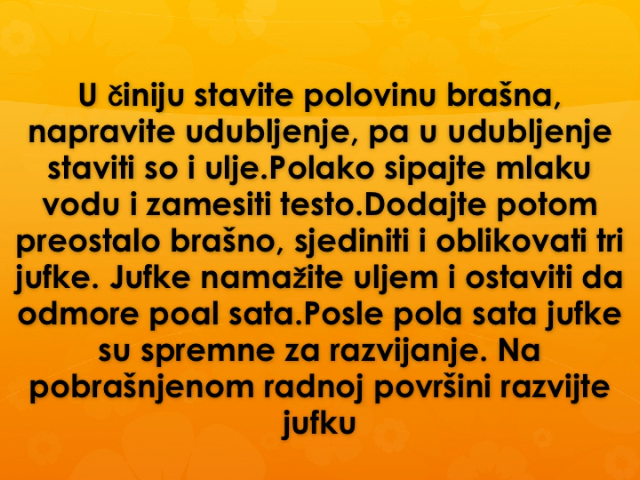 U činiju stavite polovinu brašna,
napravite udubljenje, pa u udubljenje
staviti so i ulje.Polako sipajte mlaku
vodu i zamesiti testo.Dodajte potom
preostalo brašno, sjediniti i oblikovati tri
jufke. Jufke namažite uljem i ostaviti da
odmore poal sata.Posle pola sata jufke
su spremne za razvijanje. Na
pobrašnjenom radnoj površini razvijte
jufku